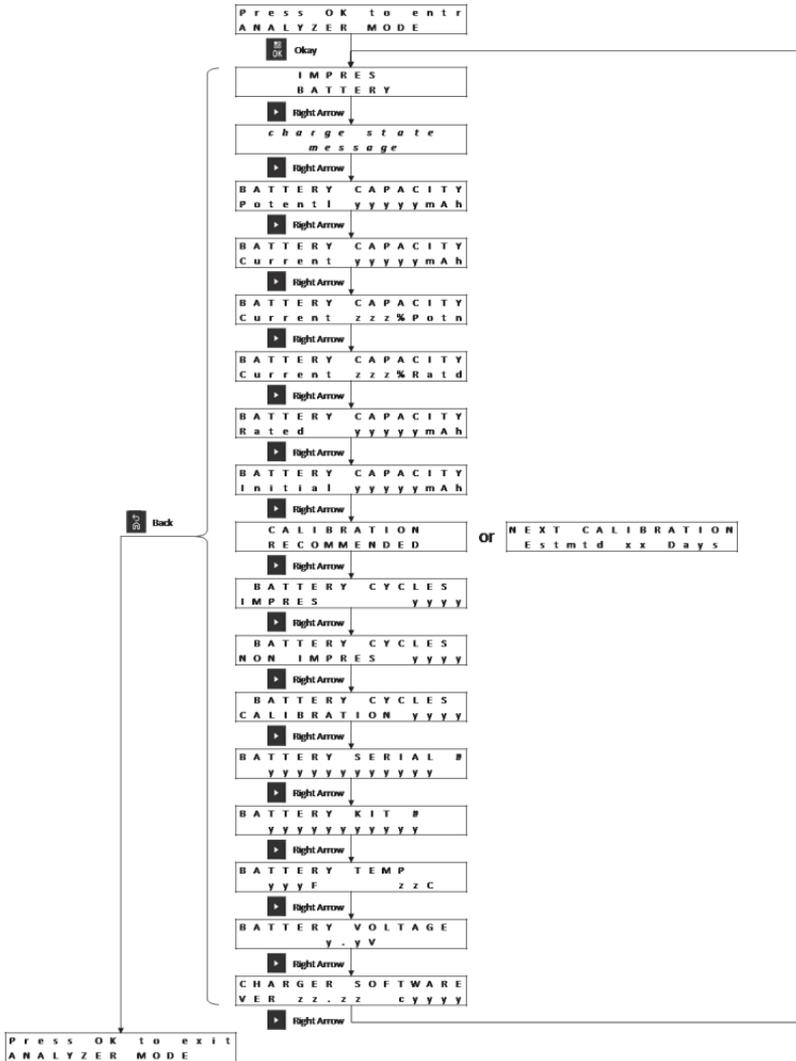 Press OK to entr
ANALYZER MODE
OK Okay
IMPRES
BATTERY
Right Arrow
charge state
message
Right Arrow
BATTERY CAPACITY
Potentl yyyyymAh
Right Arrow
BATTERY CAPACITY
Current yyyyymAh
Right Arrow
BATTERY CAPACITY
Current zzz%Potn
Right Arrow
BATTERY CAPACITY
Current zzz%Ratd
Right Arrow
BATTERY CAPACITY
Rated yyyyymAh
Right Arrow
BATTERY CAPACITY
Initial yyyyymAh
Right Arrow
Back
CALIBRATION
RECOMMENDED
or
NEXT CALIBRATION
Estmtd xx Days
Right Arrow
BATTERY CYCLES
IMPRES yyyy
Right Arrow
BATTERY CYCLES
NON IMPRES yyyy
Right Arrow
BATTERY CYCLES
CALIBRATION yyyy
Right Arrow
BATTERY SERIAL #
yyyyyyyyyyyy
Right Arrow
BATTERY KIT #
yyyyyyyyyyy
Right Arrow
BATTERY TEMP
yyyF zzC
Right Arrow
BATTERY VOLTAGE
y.yV
Right Arrow
CHARGER SOFTWARE
VER zz.zz cyyyy
Right Arrow
Press OK to exit
ANALYZER MODE